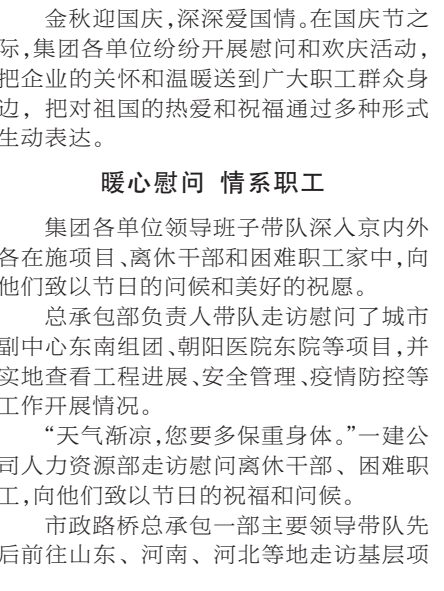 金秋迎国庆,深深爱国情。在国庆节之
际,集团各单位纷纷开展慰问和欢庆活动,
把企业的关怀和温暖送到广大职工群众身
边，把对祖国的热爱和祝福通过多种形式
生动表达。
暖心慰问 情系职工
集团各单位领导班子带队深入京内外
各在施项目、离休干部和困难职工家中,向
他们致以节日的问候和美好的祝愿。
总承包部负责人带队走访慰问了城市
副中心东南组团、朝阳医院东院等项目,并
实地查看工程进展、安全管理、疫情防控等
工作开展情况。
“天气渐凉,您要多保重身体。”一建公
司人力资源部走访慰问离休干部、困难职
工,向他们致以节日的祝福和问候。
市政路桥总承包一部主要领导带队先
后前往山东、河南、河北等地走访基层项